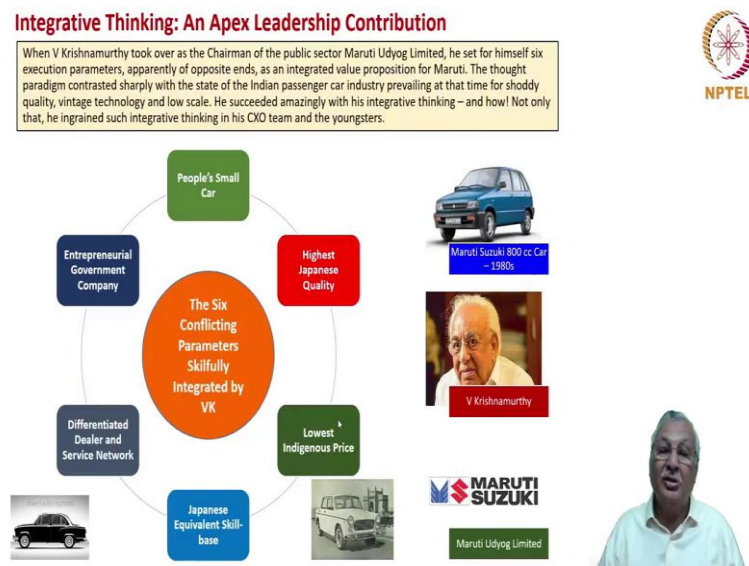 Integrative Thinking: An Apex Leadership Contribution
When V Krishnamurthy took over as the Chairman of the public sector Maruti Udyog Limited, he set for himself six
execution parameters, apparently of opposite ends, as an integrated value proposition for Maruti. The thought
paradigm contrasted sharply with the state of the Indian passenger car industry prevailing at that time for shoddy
quality, vintage technology and low scale. He succeeded amazingly with his integrative thinking – and how! Not only
that, he ingrained such integrative thinking in his CXO team and the youngsters.
NPTEL
People's Small
Car
Entrepreneurial
Government
Company
Highest
Japanese
Quality
The Six
Conflicting
Parameters
Skilfully
Integrated by
VK
Differentiated
Dealer and
Service Network
Lowest
Indigenous Price
Japanese
Equivalent Skill-
base
Maruti Suzuki 800 cc Car
– 1980s
V Krishnamurthy
MARUTI
SUZUKI
Maruti Udyog Limited